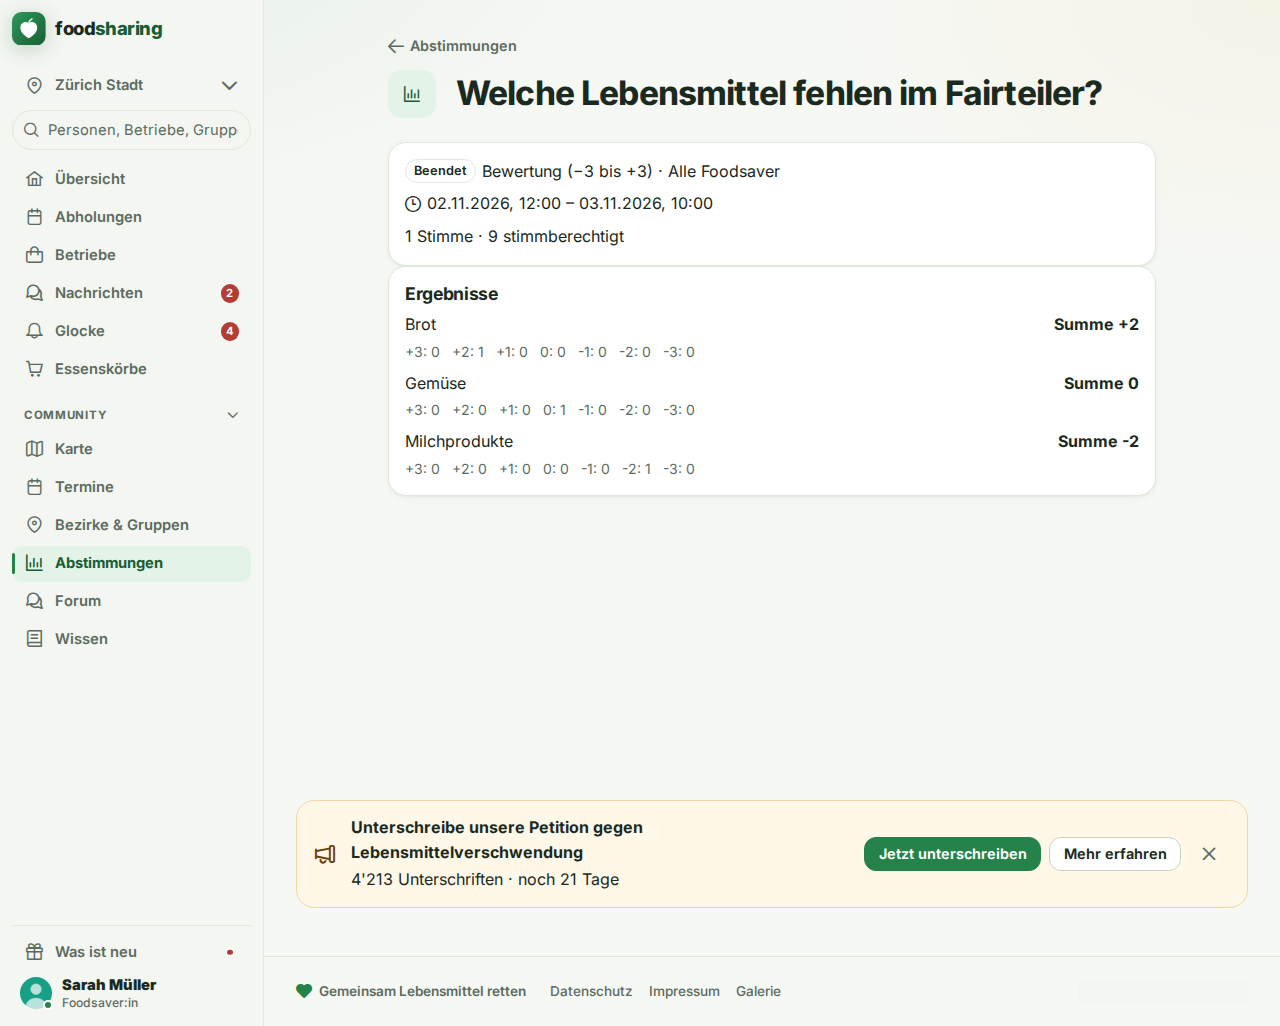 foodsharing
Zürich Stadt
Personen, Betriebe, Grupp
Übersicht
Abholungen
Betriebe
Nachrichten 2
Glocke 4
Essenskörbe
COMMUNITY
Karte
Termine
Bezirke & Gruppen
Abstimmungen
Forum
Wissen
Was ist neu
Sarah Müller
Foodsaver:in
Abstimmungen
Welche Lebensmittel fehlen im Fairteiler?
Beendet Bewertung (−3 bis +3) · Alle Foodsaver
02.11.2026, 12:00 – 03.11.2026, 10:00
1 Stimme · 9 stimmberechtigt
Ergebnisse
Brot Summe +2
+3: 0 +2: 1 +1: 0 0: 0 -1: 0 -2: 0 -3: 0
Gemüse Summe 0
+3: 0 +2: 0 +1: 0 0: 1 -1: 0 -2: 0 -3: 0
Milchprodukte Summe -2
+3: 0 +2: 0 +1: 0 0: 0 -1: 0 -2: 1 -3: 0
Unterschreibe unsere Petition gegen
Lebensmittelverschwendung
4'213 Unterschriften · noch 21 Tage
Jetzt unterschreiben Mehr erfahren
Gemeinsam Lebensmittel retten Datenschutz Impressum Galerie